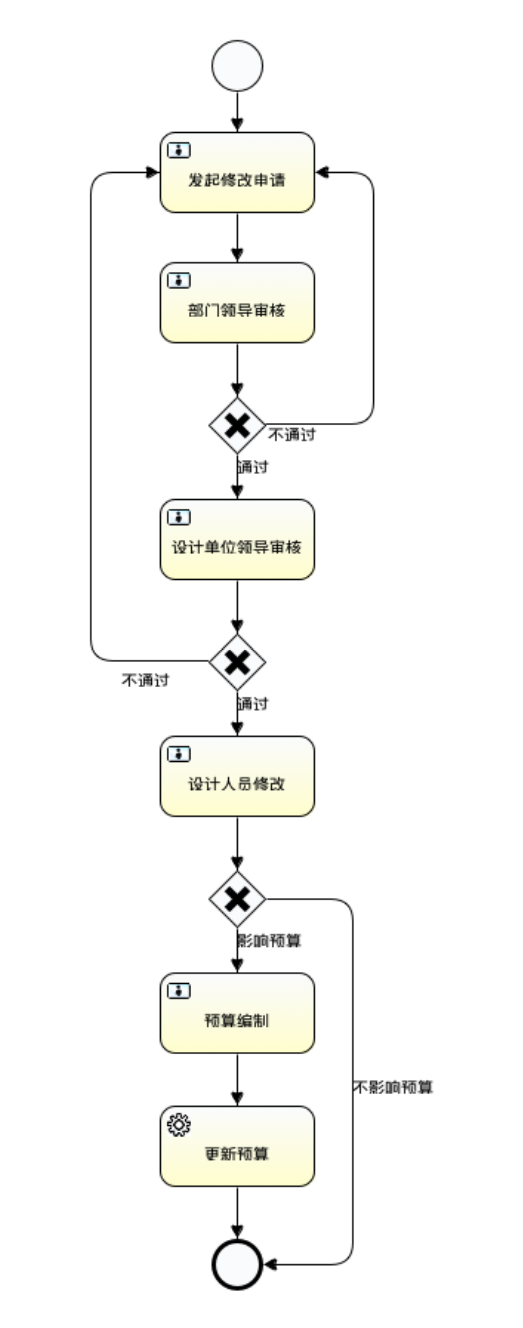 发起修改申请
部门领导审核
不通过
通过
设计单位领导审核
不通过
通过
设计人员修改
影响预算
预算编制
不影响预算
更新预算